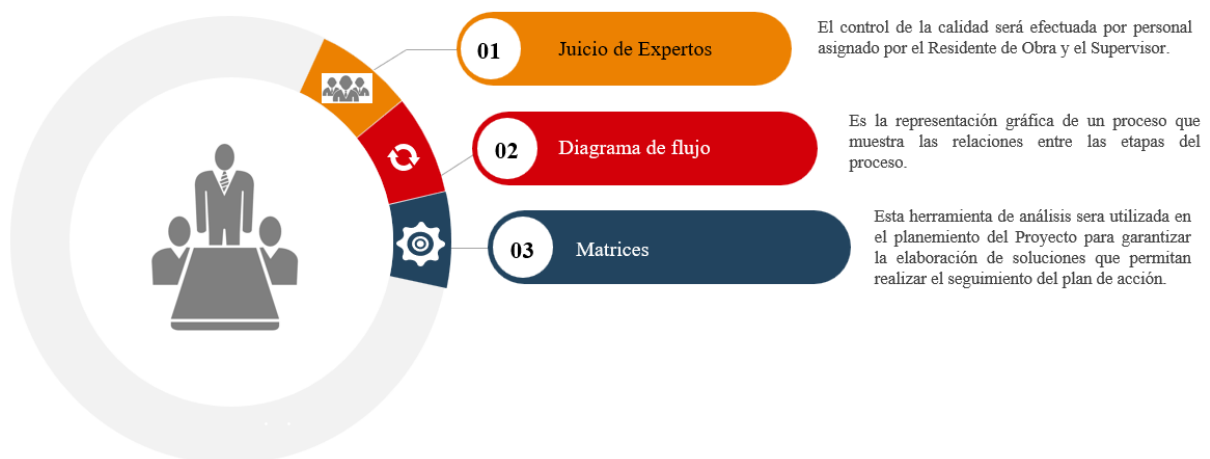 01
Juicio de Expertos
El control de la calidad será efectuada por personal
asignado por el Residente de Obra y el Supervisor.
02
Diagrama de flujo
Es la representación gráfica de un proceso que
muestra las relaciones entre las etapas del
proceso.
03
Matrices
Esta herramienta de análisis sera utilizada en
el planemiento del Proyecto para garantizar
la elaboración de soluciones que permitan
realizar el seguimiento del plan de acción.